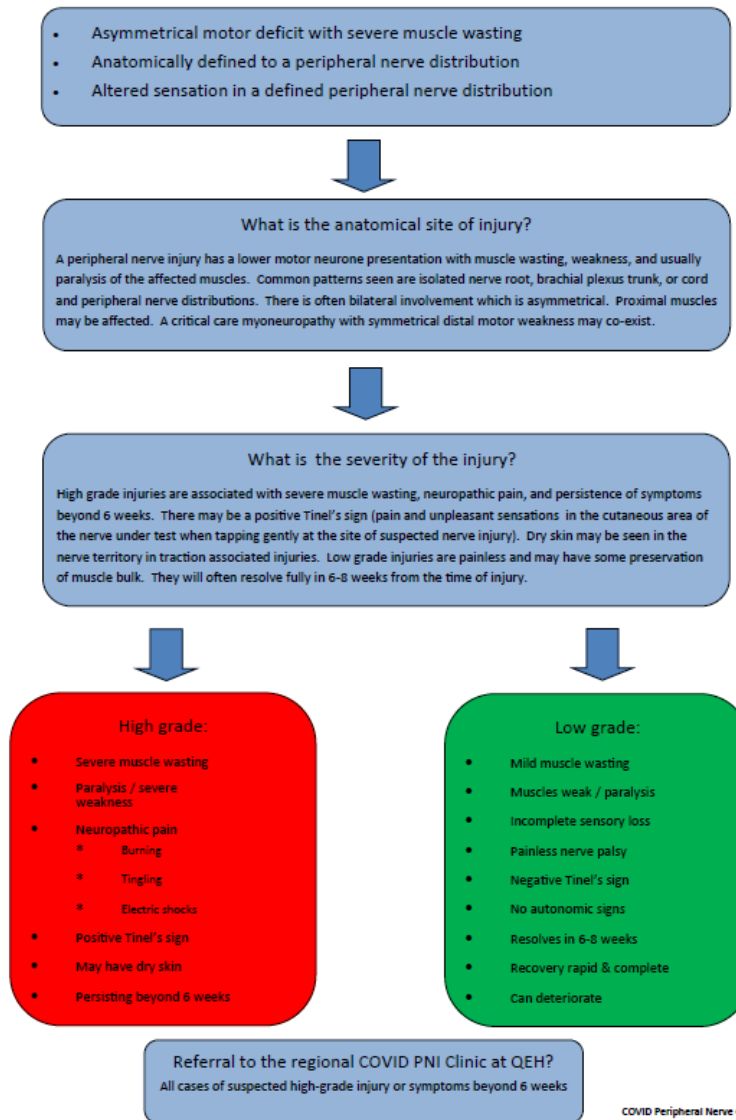 • Asymmetrical motor deficit with severe muscle wasting
• Anatomically defined to a peripheral nerve distribution
• Altered sensation in a defined peripheral nerve distribution
What is the anatomical site of injury?
A peripheral nerve injury has a lower motor neurone presentation with muscle wasting, weakness, and usually
paralysis of the affected muscles. Common patterns seen are isolated nerve root, brachial plexus trunk, or cord
and peripheral nerve distributions. There is often bilateral involvement which is asymmetrical. Proximal muscles
may be affected. A critical care myoneuropathy with symmetrical distal motor weakness may co-exist.
What is the severity of the injury?
High grade injuries are associated with severe muscle wasting, neuropathic pain, and persistence of symptoms
beyond 6 weeks. There may be a positive Tinel's sign (pain and unpleasant sensations in the cutaneous area of
the nerve under test when tapping gently at the site of suspected nerve injury). Dry skin may be seen in the
nerve territory in traction associated injuries. Low grade injuries are painless and may have some preservation
of muscle bulk. They will often resolve fully in 6-8 weeks from the time of injury.
High grade:
• Severe muscle wasting
• Paralysis / severe
weakness
• Neuropathic pain
* Burning
* Tingling
* Electric shocks
• Positive Tinel's sign
• May have dry skin
• Persisting beyond 6 weeks
Low grade:
• Mild muscle wasting
• Muscles weak / paralysis
• Incomplete sensory loss
• Painless nerve palsy
• Negative Tinel's sign
• No autonomic signs
• Resolves in 6-8 weeks
• Recovery rapid & complete
• Can deteriorate
Referral to the regional COVID PNI Clinic at QEH?
All cases of suspected high-grade injury or symptoms beyond 6 weeks
COVID Peripheral Nerve